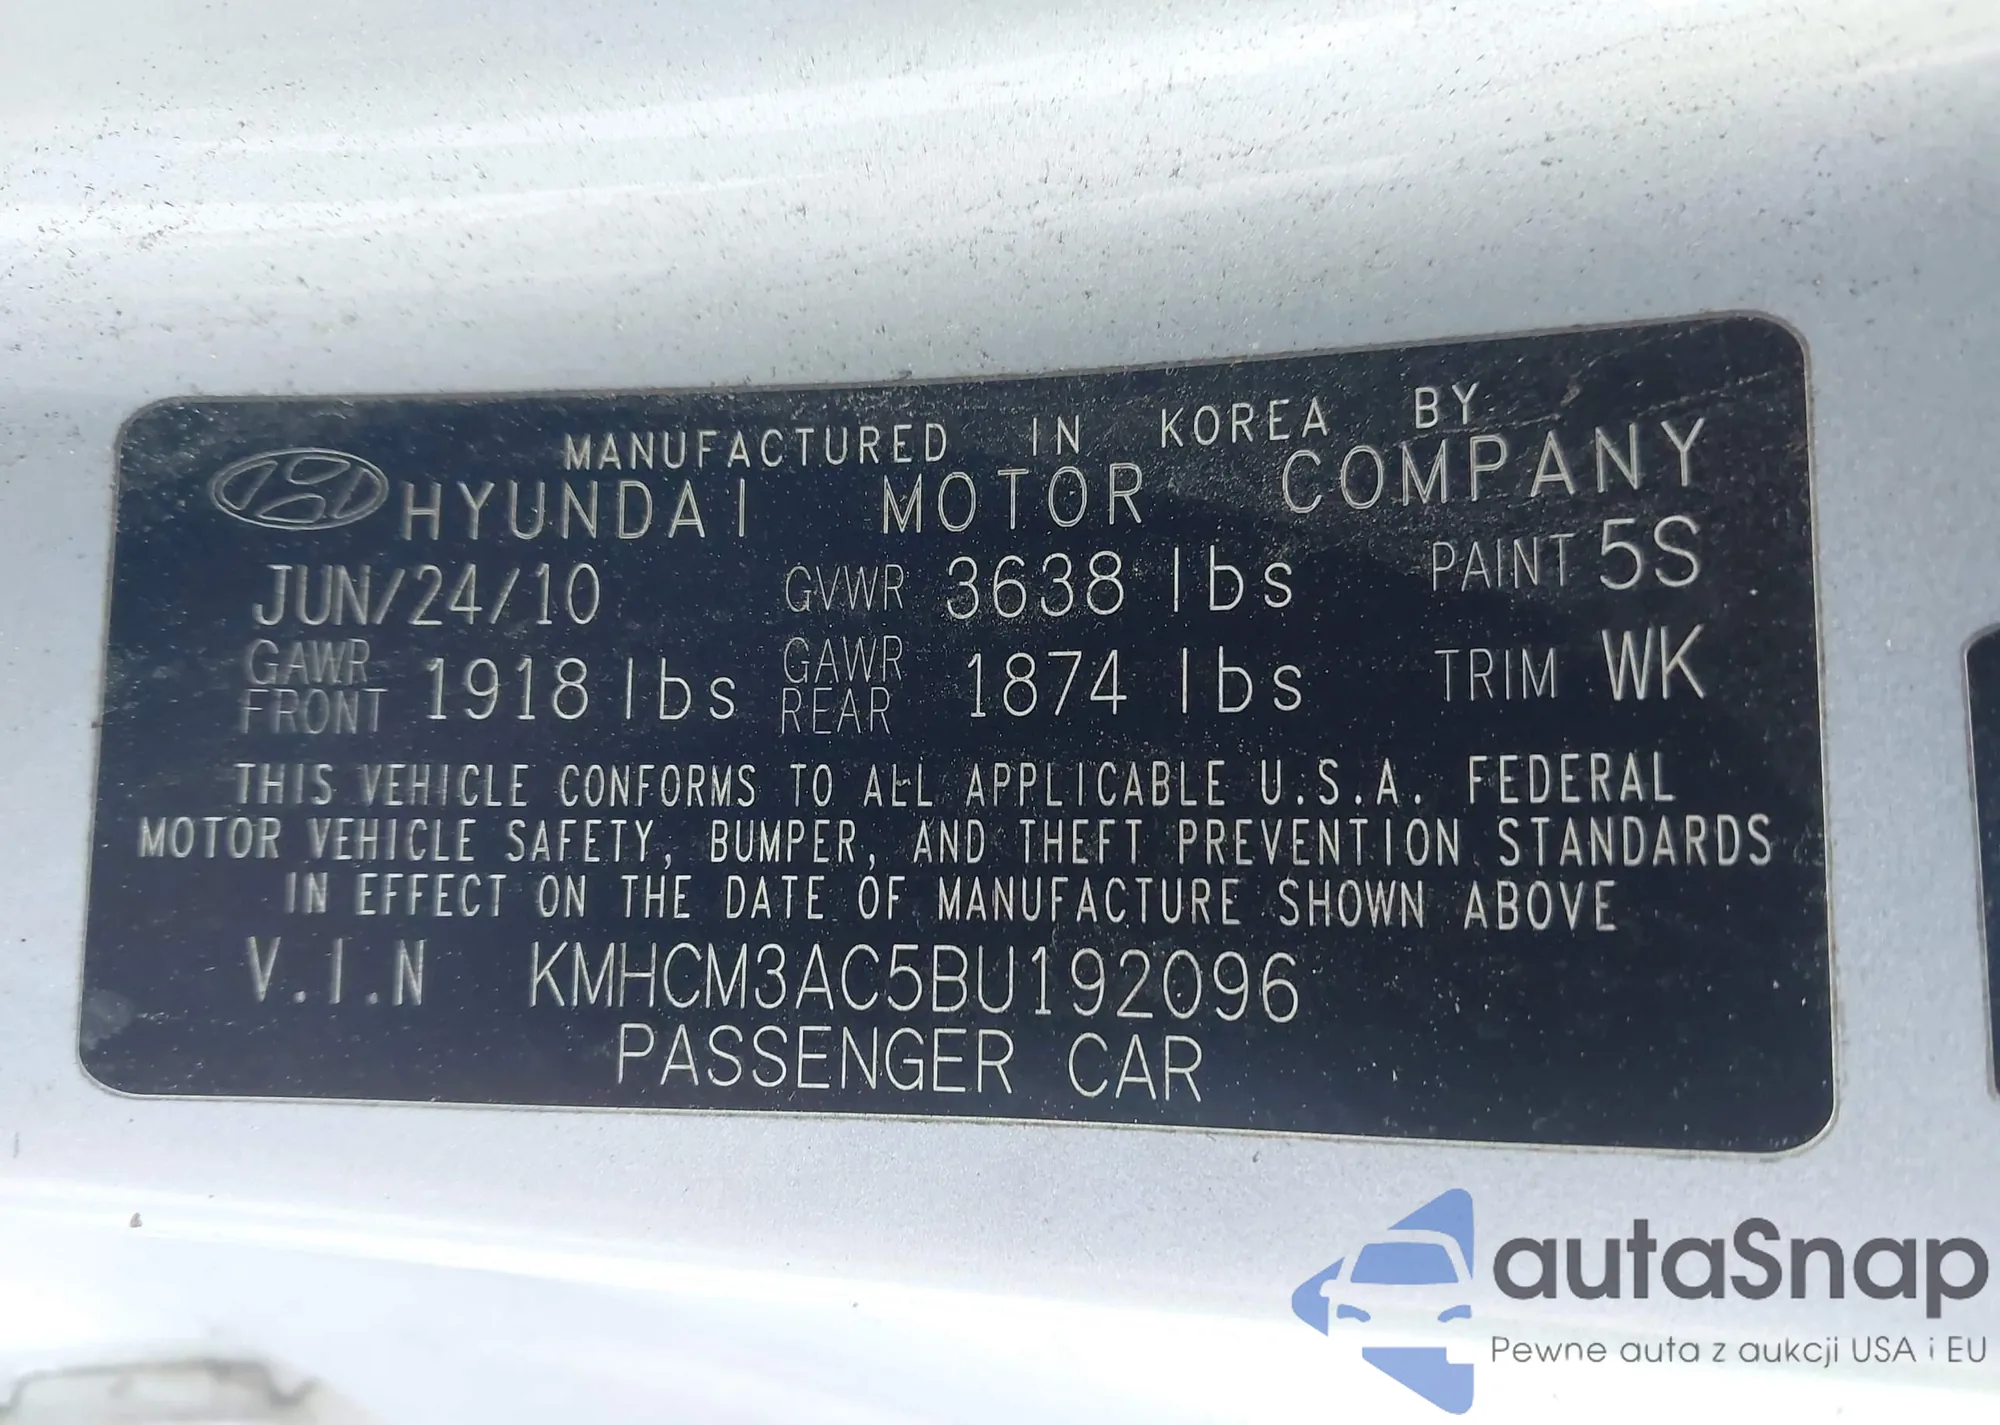 MANUFACTURED IN KOREA BY
HYUNDAI MOTOR COMPANY
JUN/24/10 GVWR 3638 lbs PAINT 5S
GAWR FRONT 1918 lbs GAWR REAR 1874 lbs TRIM WK
THIS VEHICLE CONFORMS TO ALL APPLICABLE U.S.A. FEDERAL
MOTOR VEHICLE SAFETY, BUMPER, AND THEFT PREVENTION STANDARDS
IN EFFECT ON THE DATE OF MANUFACTURE SHOWN ABOVE
V.I.N KMHCM3AC5BU192096
PASSENGER CAR
autaSnap
Pewne auta z aukcji USA i EU